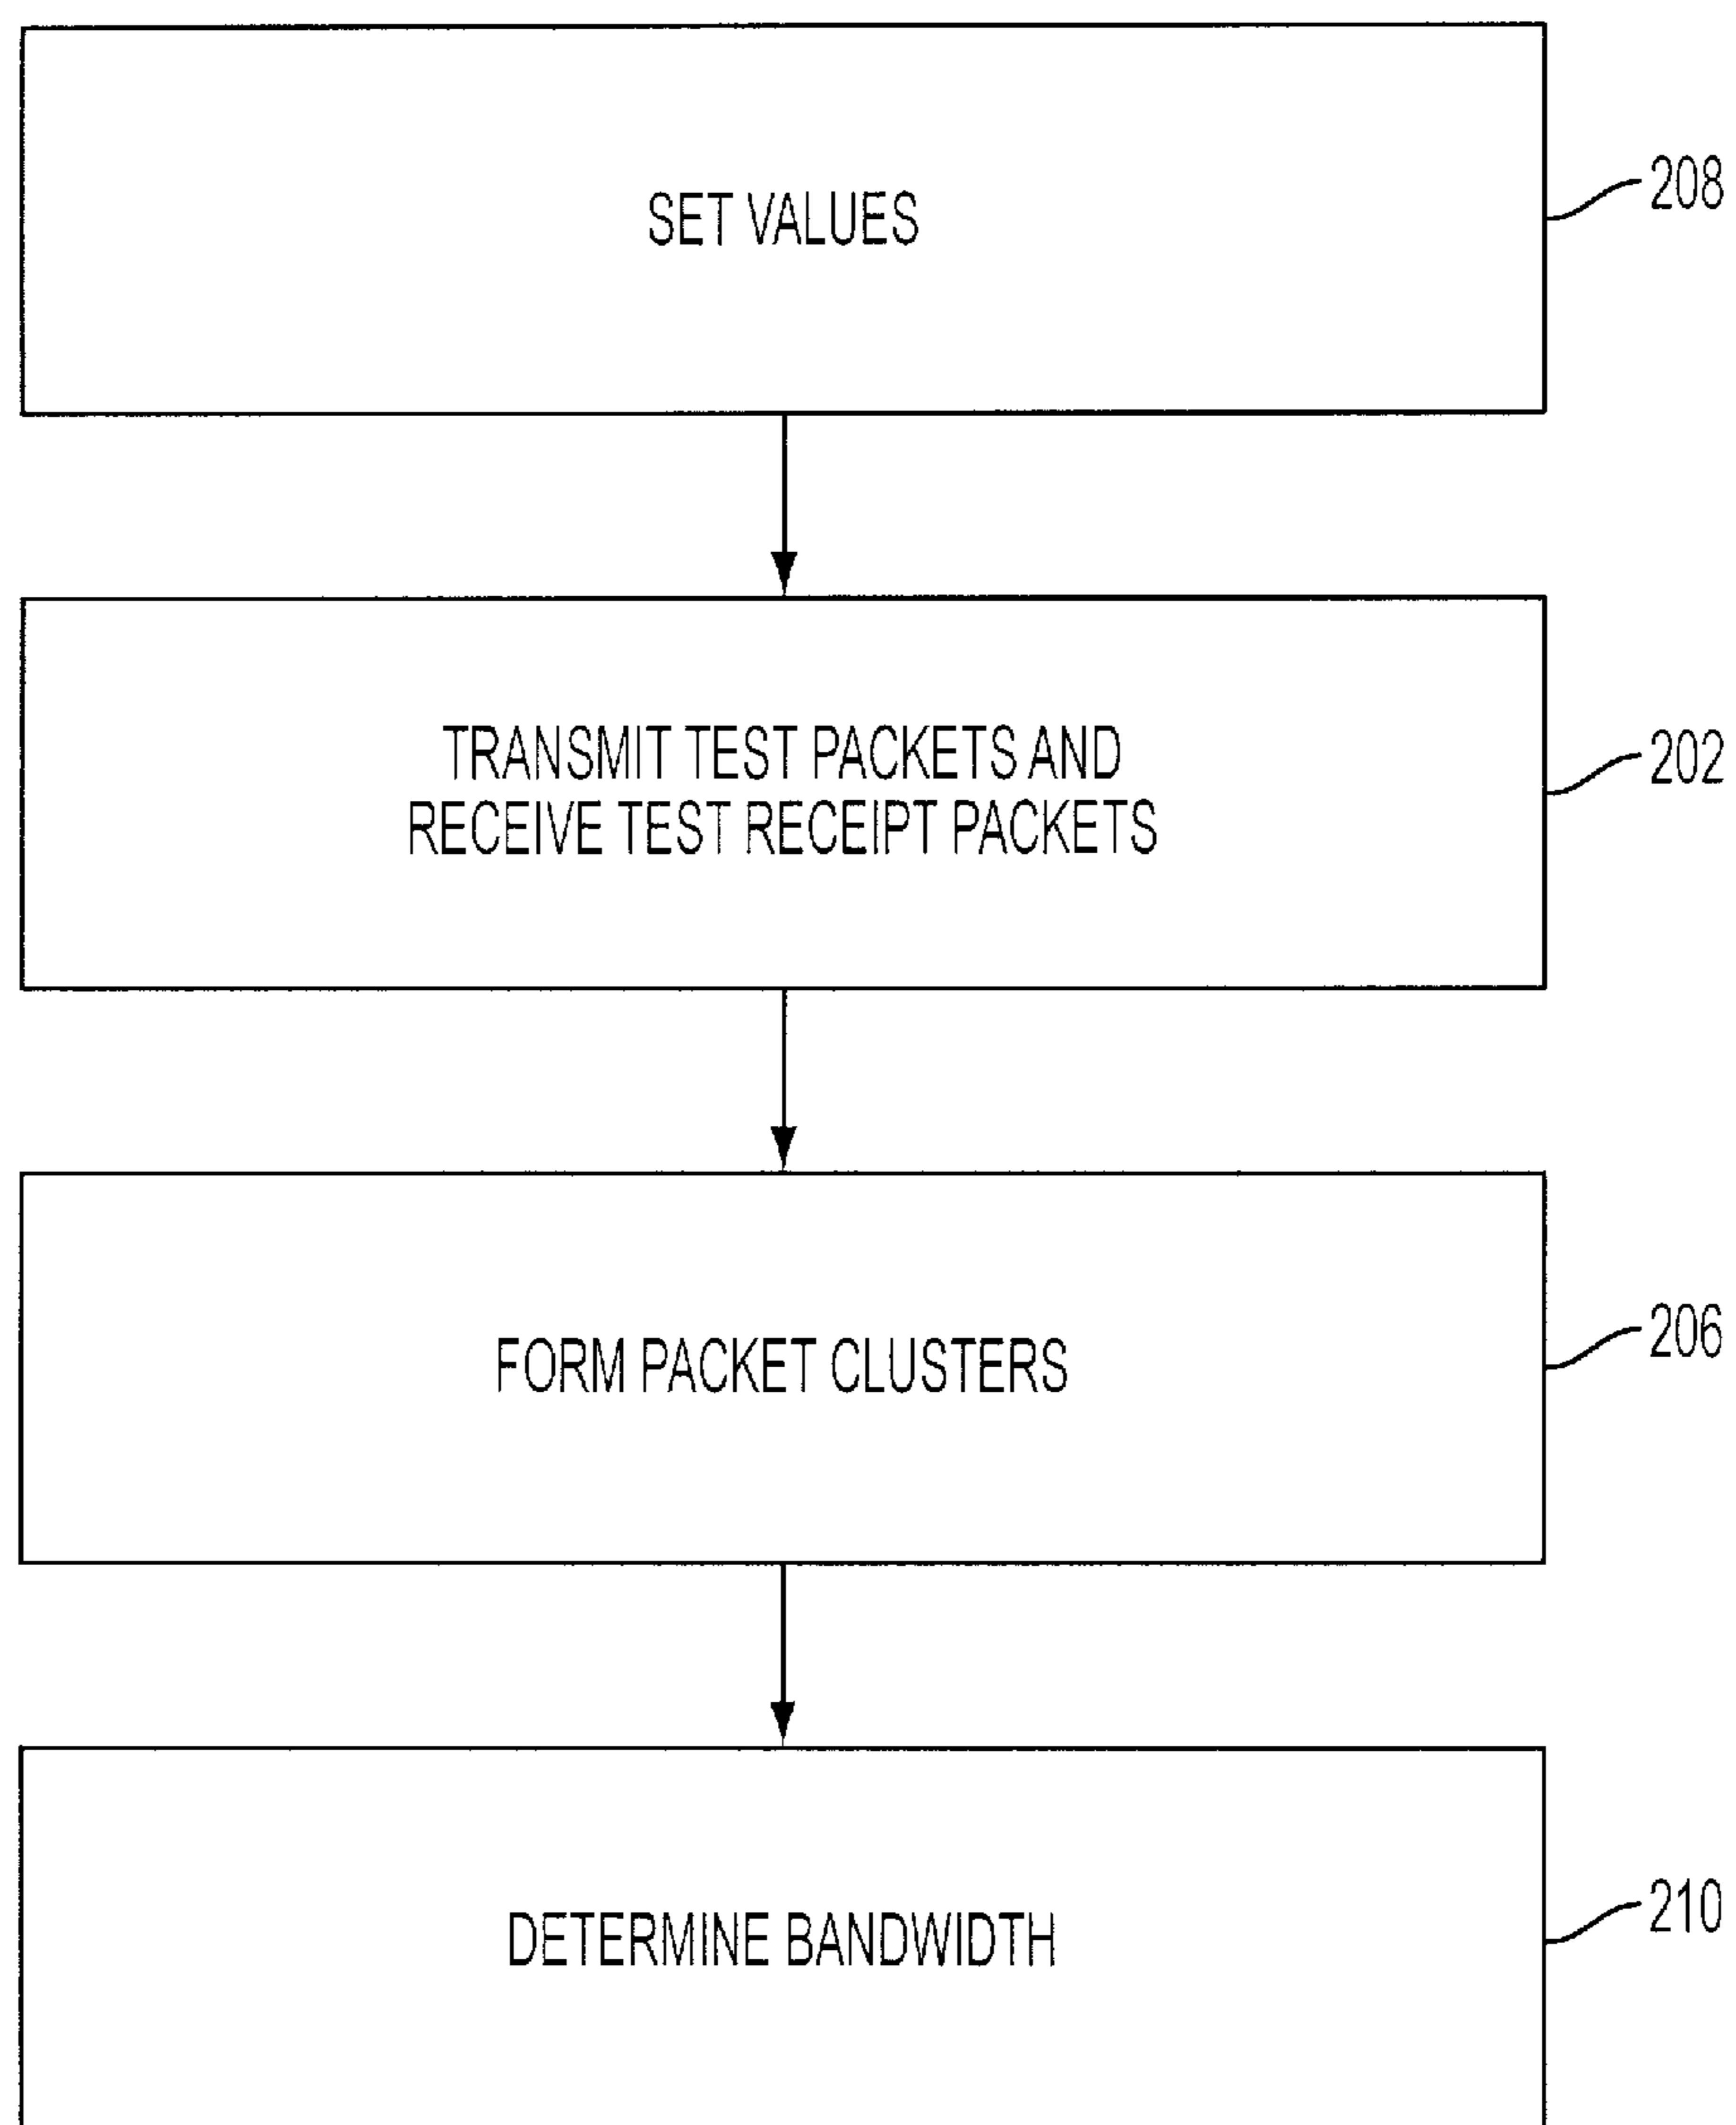 SET VALUES
208
TRANSMIT TEST PACKETS AND
RECEIVE TEST RECEIPT PACKETS
202
FORM PACKET CLUSTERS
206
DETERMINE BANDWIDTH
210